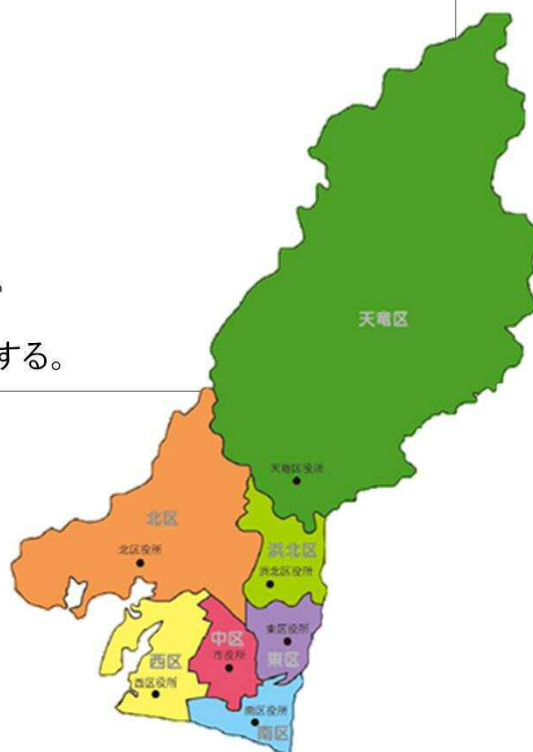 。
する。
天竜区
天竜区役所
北区
北区役所
浜北区
浜北区役所
中区
市役所
東区役所
東区
西区
西区役所
南区役所
南区